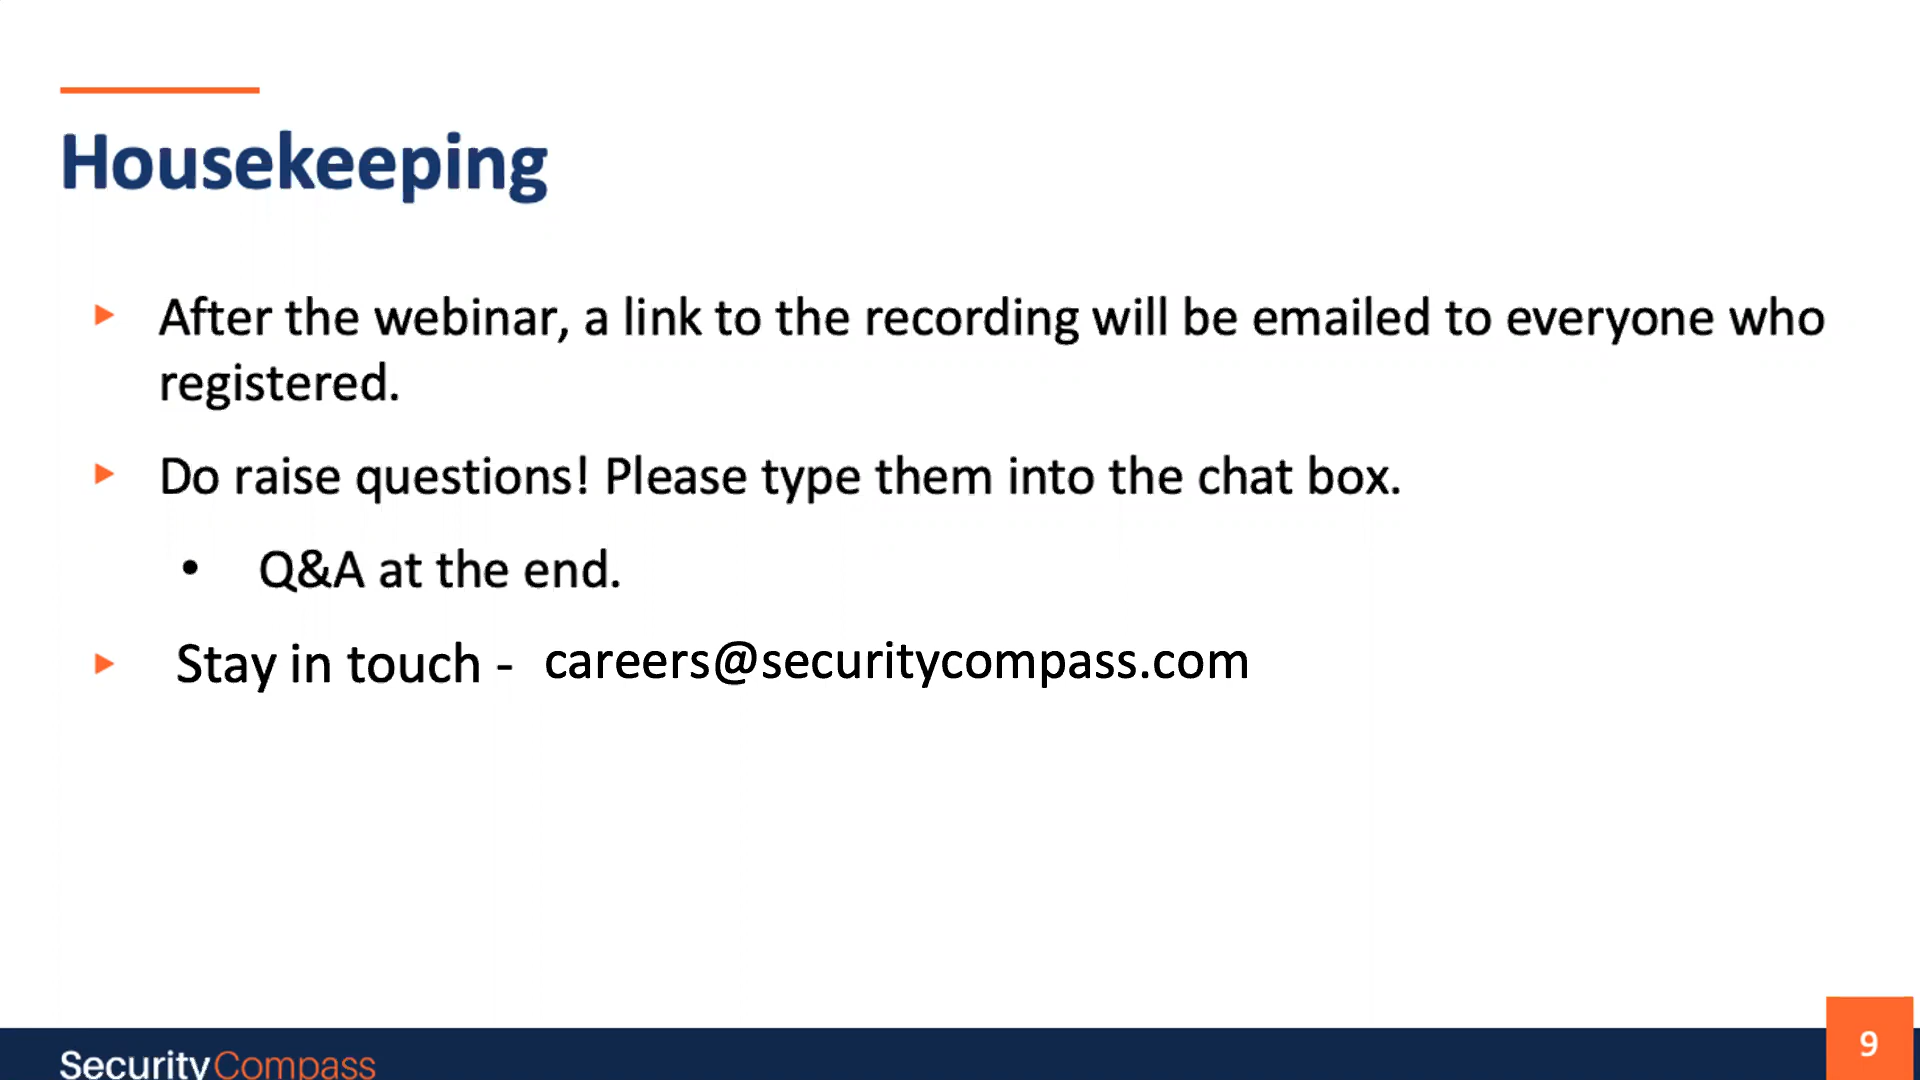 Housekeeping
After the webinar, a link to the recording will be emailed to everyone who
registered.
Do raise questions! Please type them into the chat box.
Q&A at the end.
Stay in touch - careers@securitycompass.com
SecurityCompass
9